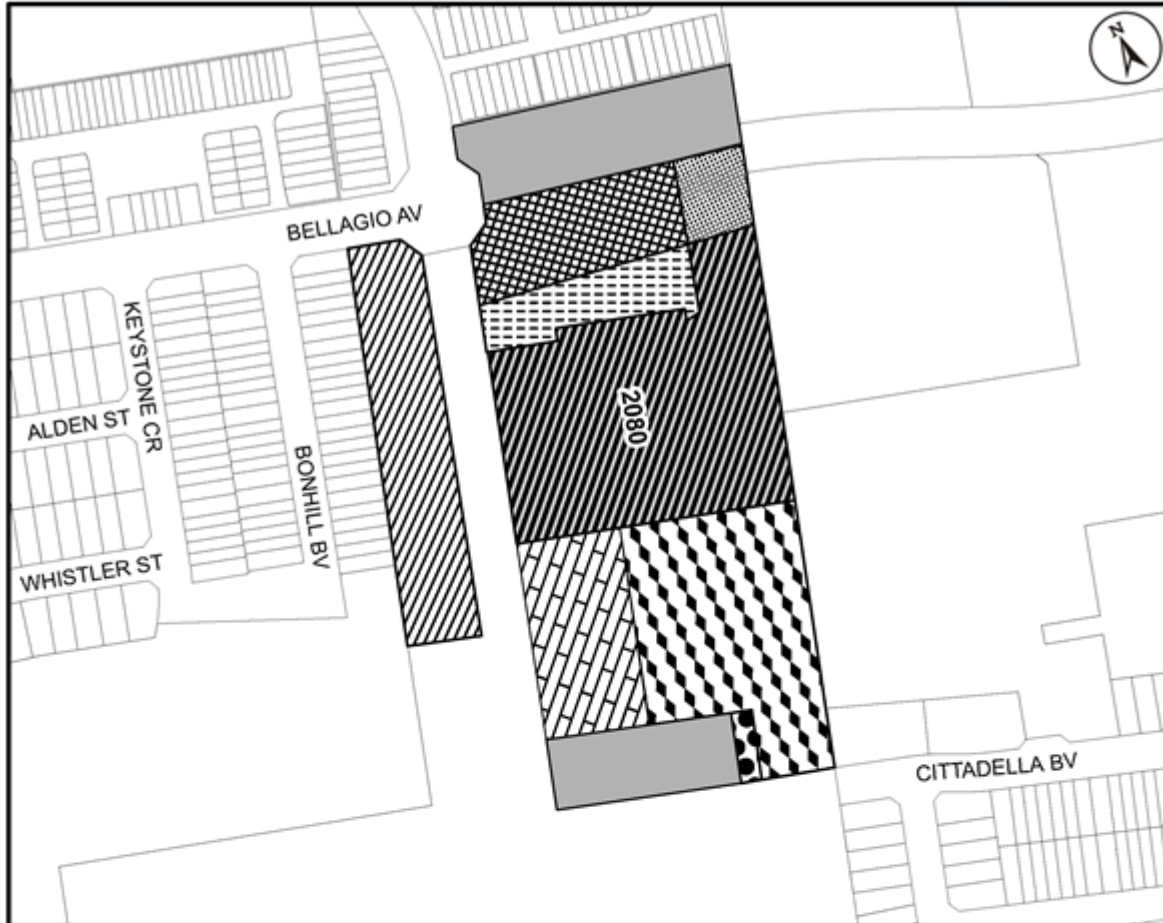 N
BELLAGIO AV
KEYSTONE CR
2080
ALDEN ST
BONHILL BV
WHISTLER ST
CITTADELLA BV